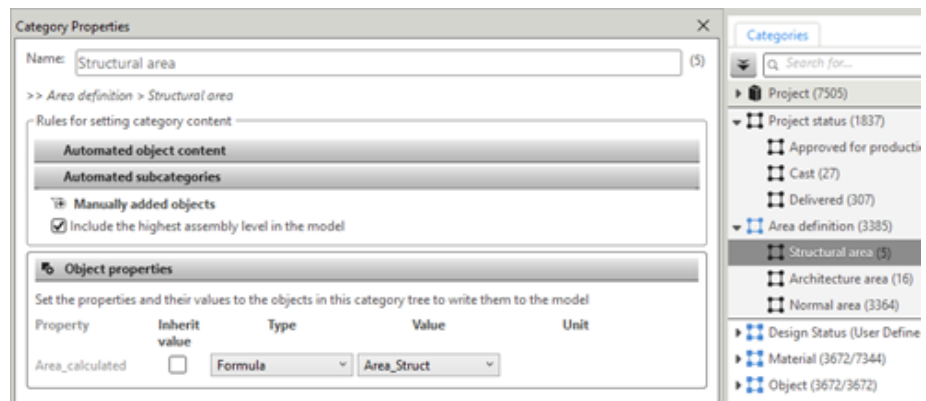 Category Properties
Name: Structural area (5)
>> Area definition > Structural area
Rules for setting category content
Automated object content
Automated subcategories
Manually added objects
Include the highest assembly level in the model
Object properties
Set the properties and their values to the objects in this category tree to write them to the model
Property Inherit value Type Value Unit
Area_calculated Formula Area_Struct
Categories
Search for...
Project (7505)
Project status (1837)
Approved for producti
Cast (27)
Delivered (307)
Area definition (3385)
Structural area (5)
Architecture area (16)
Normal area (3364)
Design Status (User Define
Material (3672/7344)
Object (3672/3672)